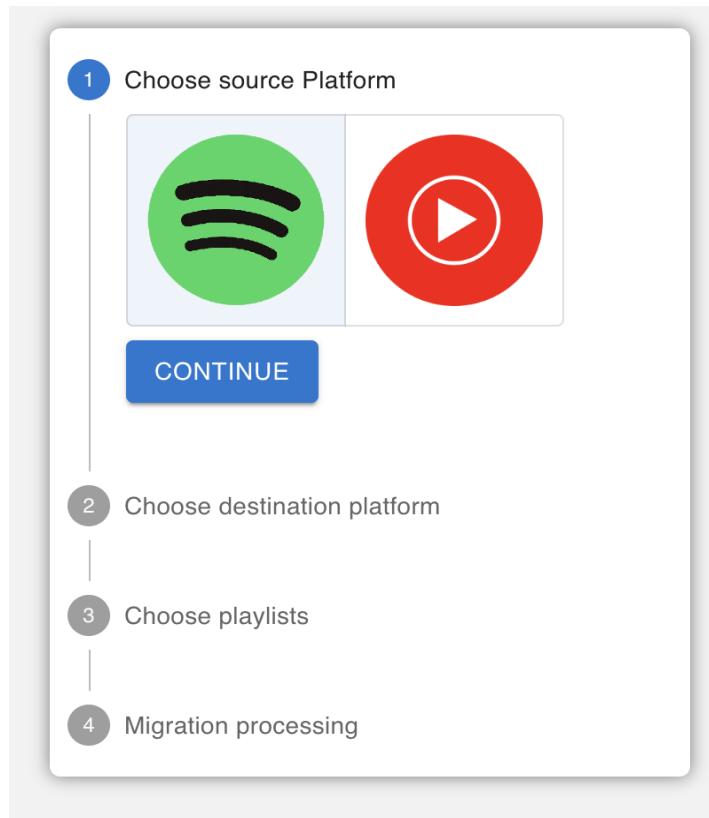 1 Choose source Platform
CONTINUE
2 Choose destination platform
3 Choose playlists
4 Migration processing